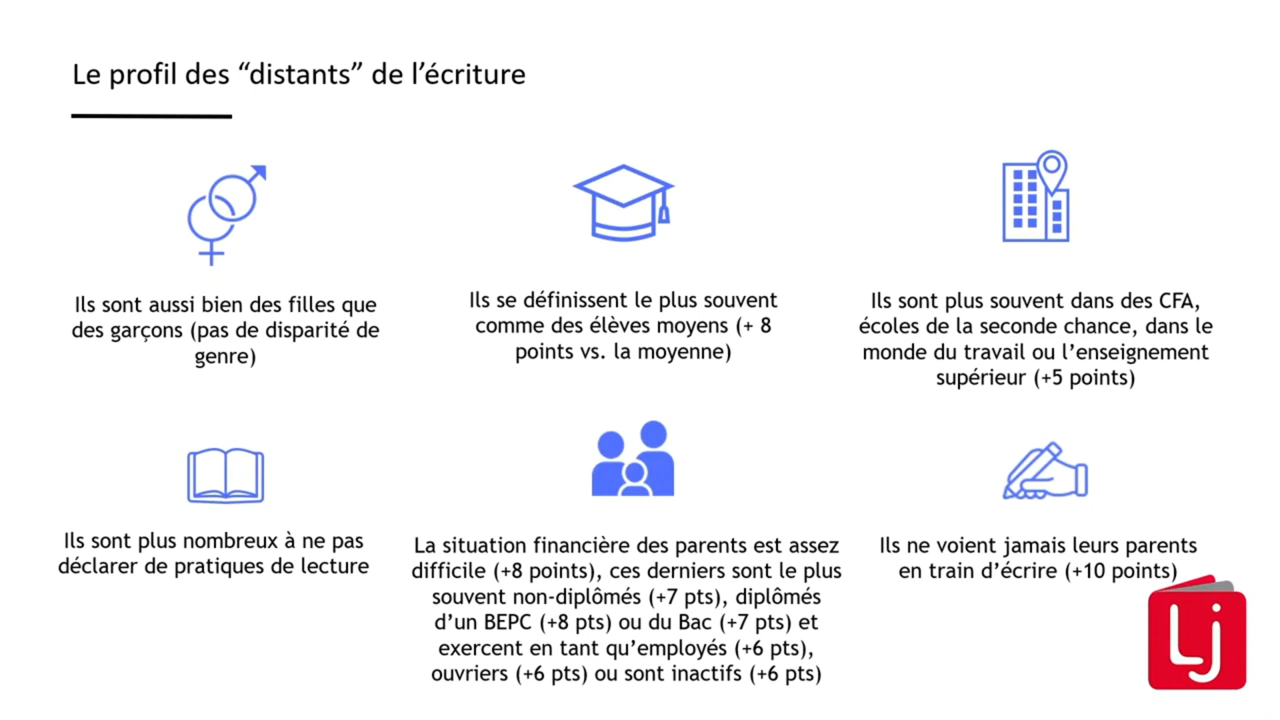 Le profil des “distants” de l’écriture
Ils sont aussi bien des filles que
des garçons (pas de disparité de
genre)
Ils se définissent le plus souvent
comme des élèves moyens (+ 8
points vs. la moyenne)
Ils sont plus souvent dans des CFA,
écoles de la seconde chance, dans le
monde du travail ou l’enseignement
supérieur (+5 points)
Ils sont plus nombreux à ne pas
déclarer de pratiques de lecture
La situation financière des parents est assez
difficile (+8 points), ces derniers sont le plus
souvent non-diplômés (+7 pts), diplômés
d’un BEPC (+8 pts) ou du Bac (+7 pts) et
exercent en tant qu’employés (+6 pts),
ouvriers (+6 pts) ou sont inactifs (+6 pts)
Ils ne voient jamais leurs parents
en train d’écrire (+10 points)
Lj